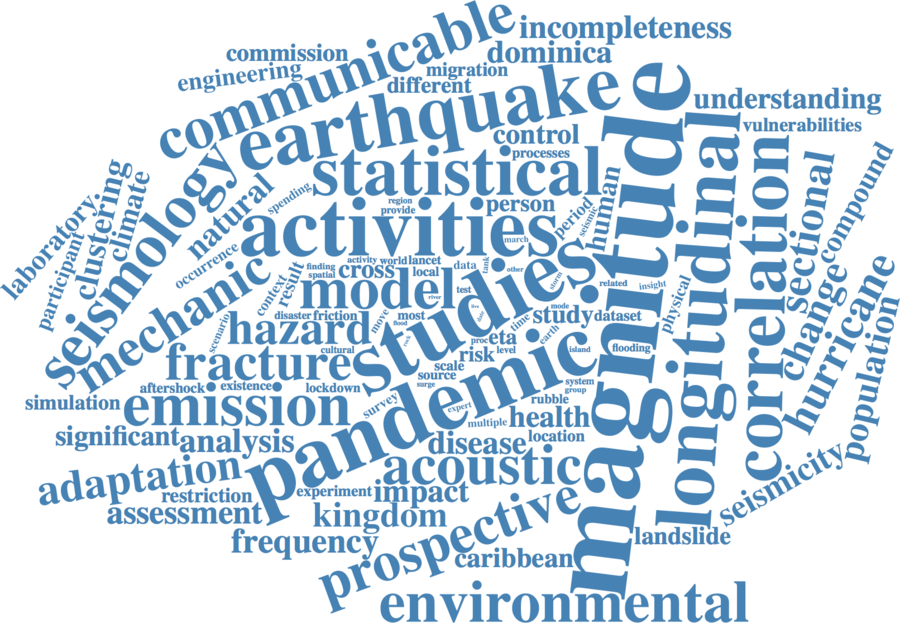 communicable
incompleteness
commission
dominica
engineering
migration
different
earthquake
understanding
control
vulnerabilities
processes
statistical
magnitude
longitudinal
correlation
sectional
compound
human
seismology
natural
spending
region
provide
person
period
seismic
laboratory
participant
clustering
climate
activities
march
occurrence
mechanic
context
result
finding
spatial
activity
world
lancet
cross
local
data
tank
other
storm
related
insight
physical
change
hurricane
population
model
river
test
studies
scenario
hazard
disaster
friction
cultural
move
flood
most
rock
time
mode
study
dataset
earth
eta
proc
level
risk
island
flooding
fracture
scale
source
surge
aftershock
existence
lockdown
system
group
simulation
emission
survey
expert
rubble
pandemic
multiple
health
significant
analysis
disease
location
adaptation
acoustic
restriction
experiment
impact
assessment
kingdom
prospective
seismicity
frequency
landslide
caribbean
environmental